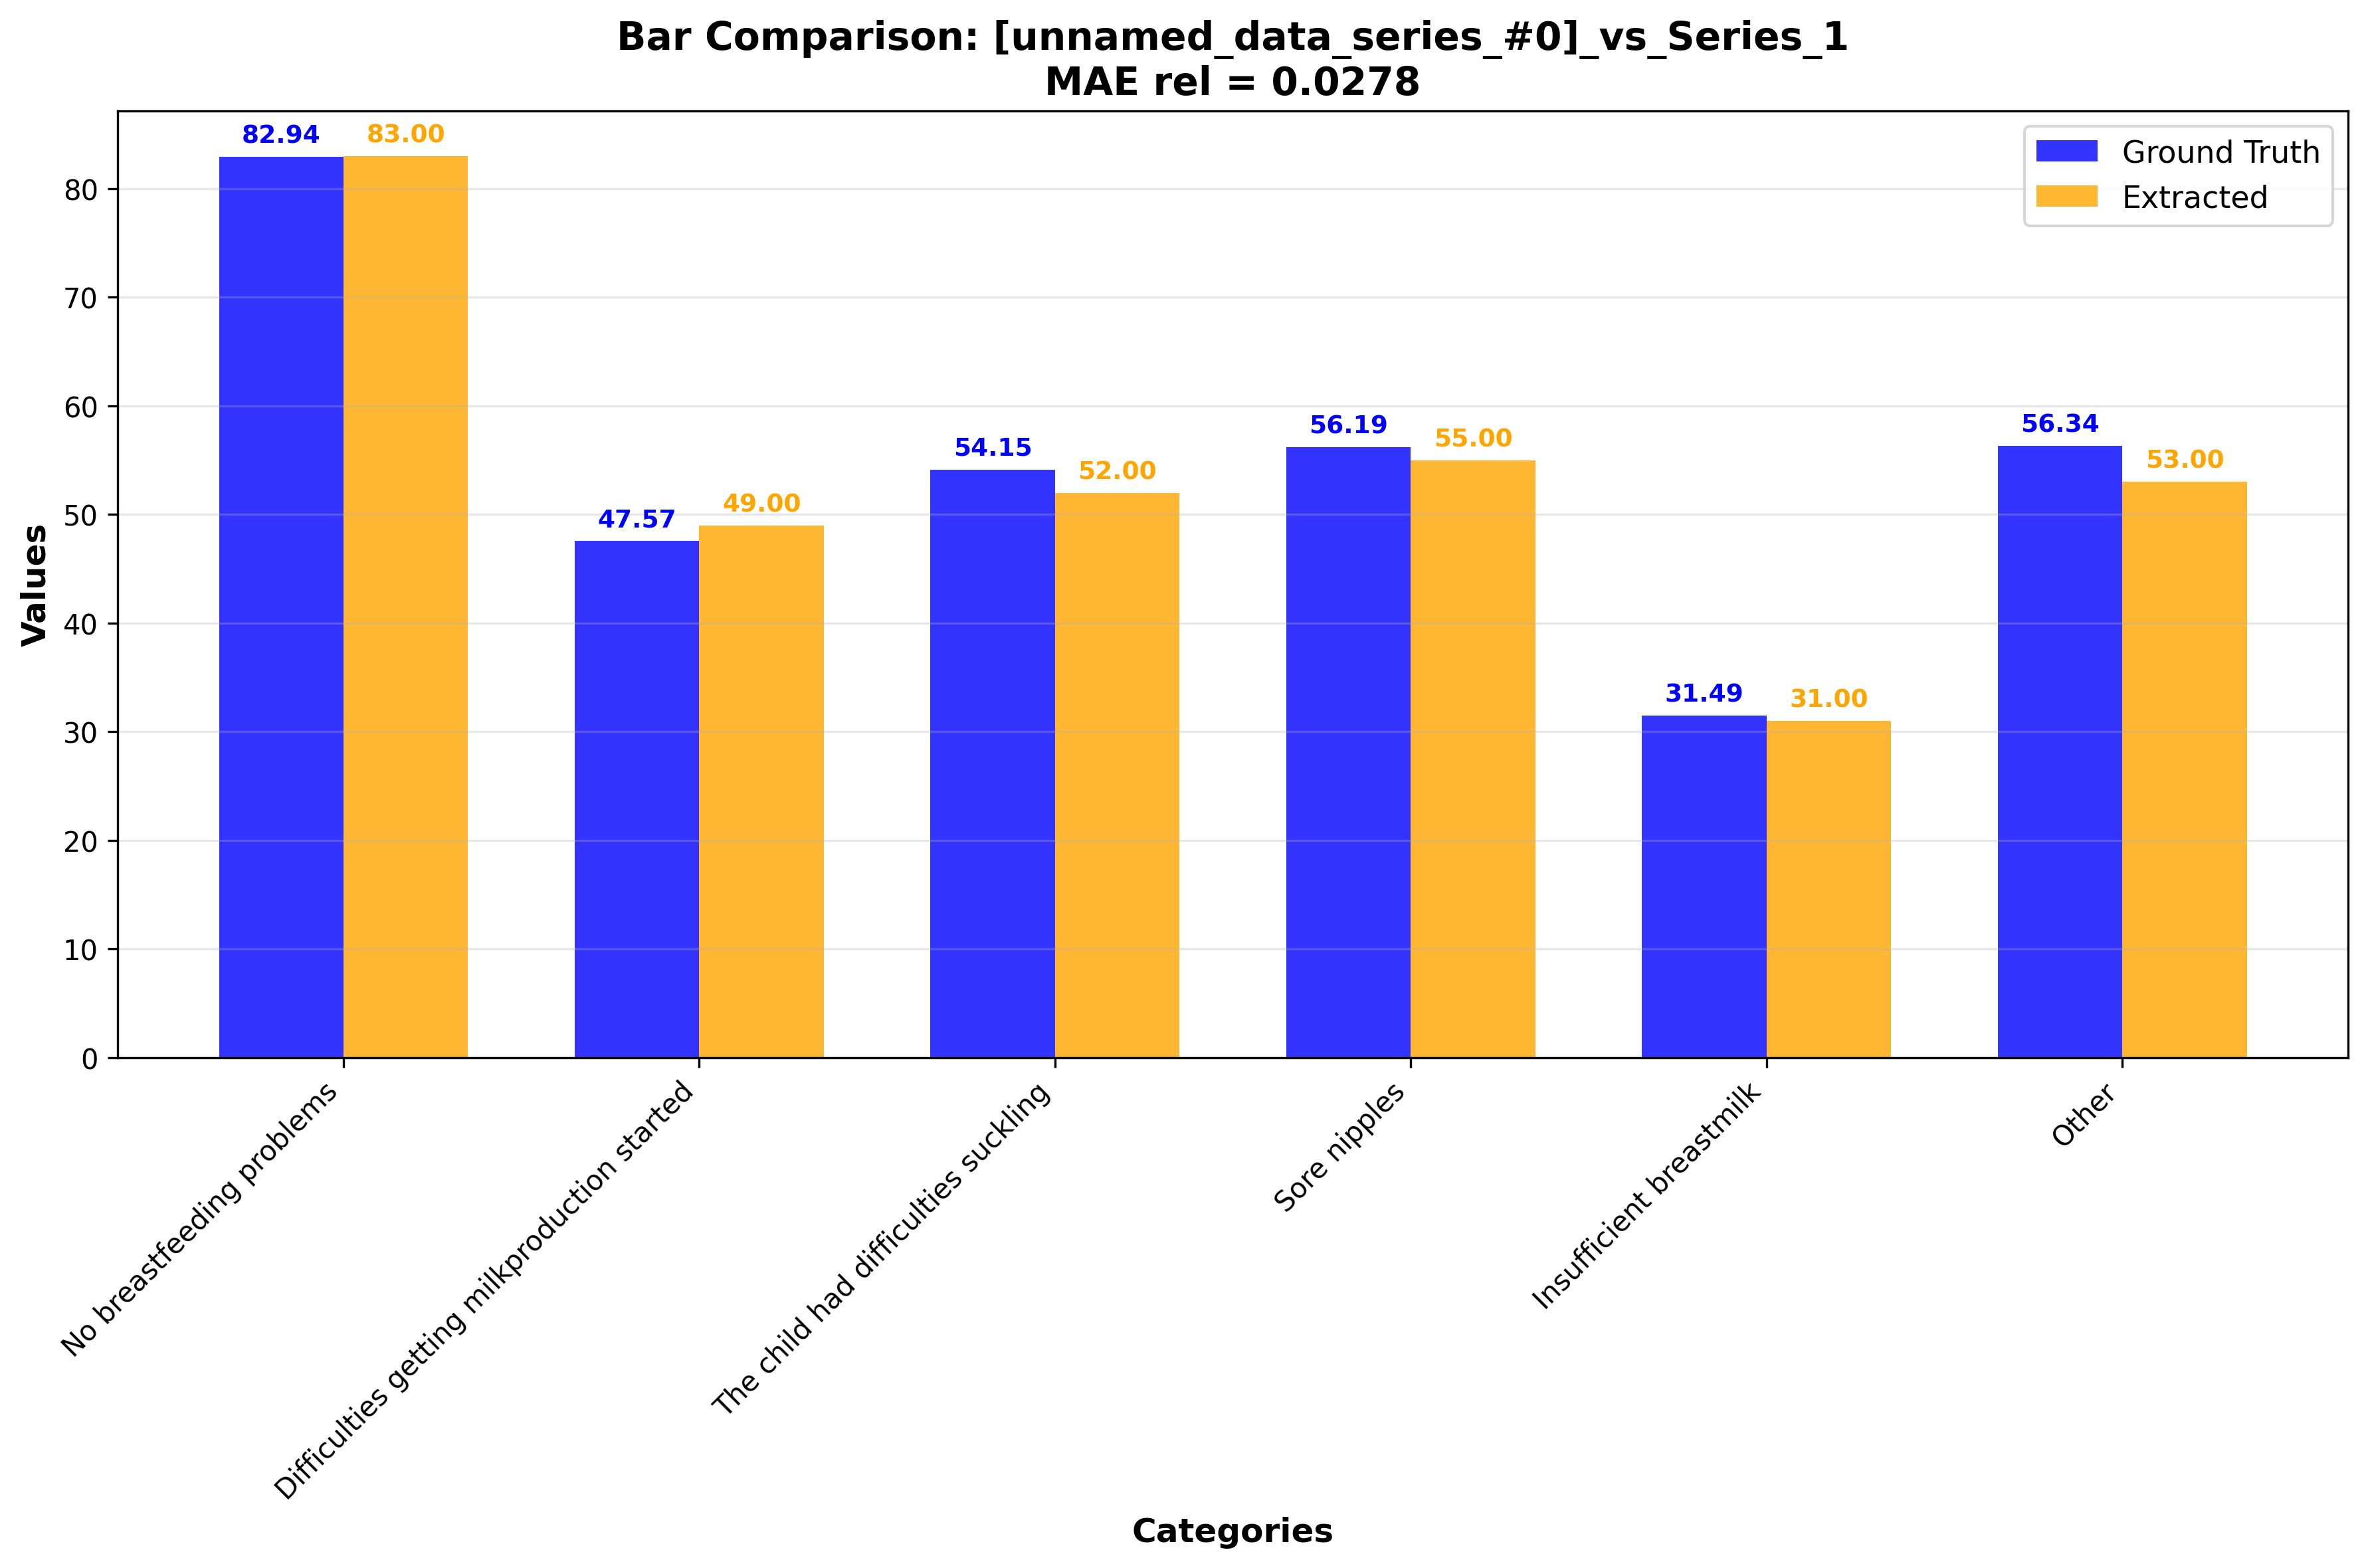 Bar Comparison: [unnamed_data_series_#0]_vs_Series_1
MAE rel = 0.0278
Ground Truth
Extracted
Values
80
70
60
50
40
30
20
10
0
82.94
83.00
47.57
49.00
54.15
52.00
56.19
55.00
31.49
31.00
56.34
53.00
No breastfeeding problems
Difficulties getting milkproduction started
The child had difficulties suckling
Sore nipples
Insufficient breastmilk
Other
Categories